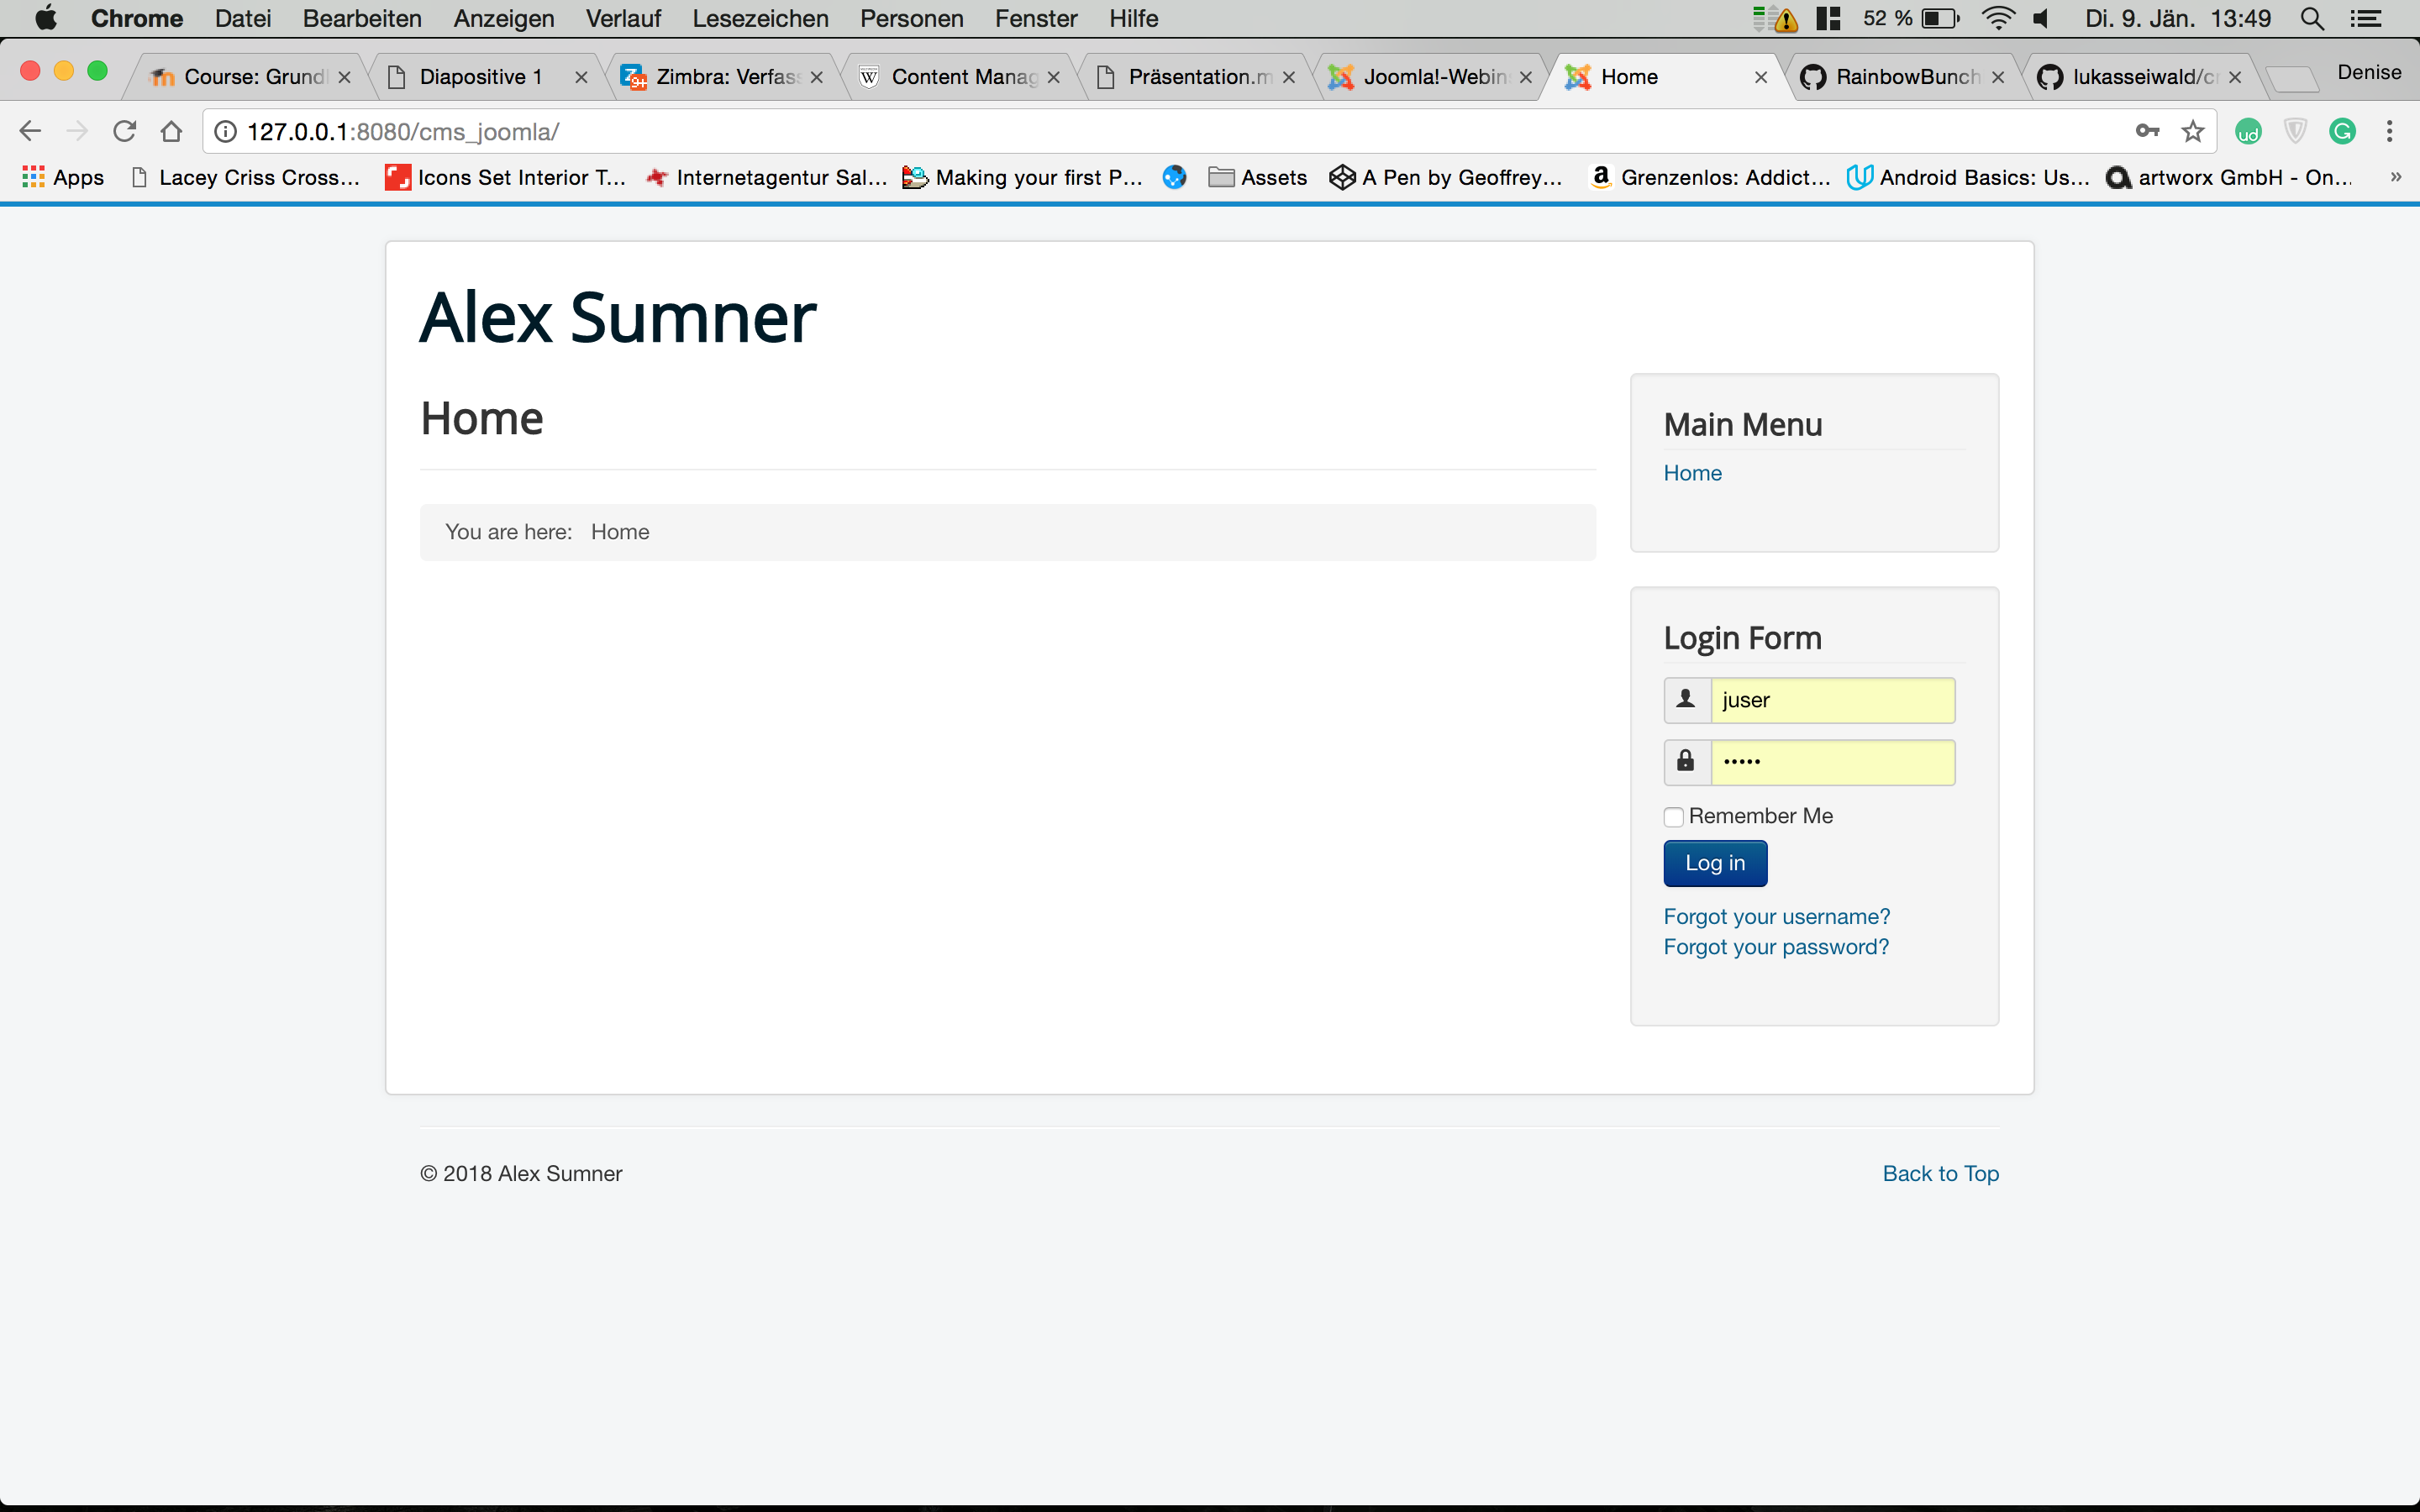 Chrome Datei Bearbeiten Anzeigen Verlauf Lesezeichen Personen Fenster Hilfe 52 % Di. 9. Jän. 13:49
Course: Grundl Diapositive 1 Zimbra: Verfass Content Manag Präsentation.m Joomla!-Webin Home RainbowBunch lukasseiwald/cr Denise
127.0.0.1:8080/cms_joomla/ ud
Apps Lacey Criss Cross... Icons Set Interior T... Internetagentur Sal... Making your first P... Assets A Pen by Geoffrey... Grenzenlos: Addict... Android Basics: Us... artworx GmbH - On... »
Alex Sumner
Home
You are here: Home
Main Menu
Home
Login Form
juser
•••••
Remember Me
Log in
Forgot your username?
Forgot your password?
© 2018 Alex Sumner
Back to Top